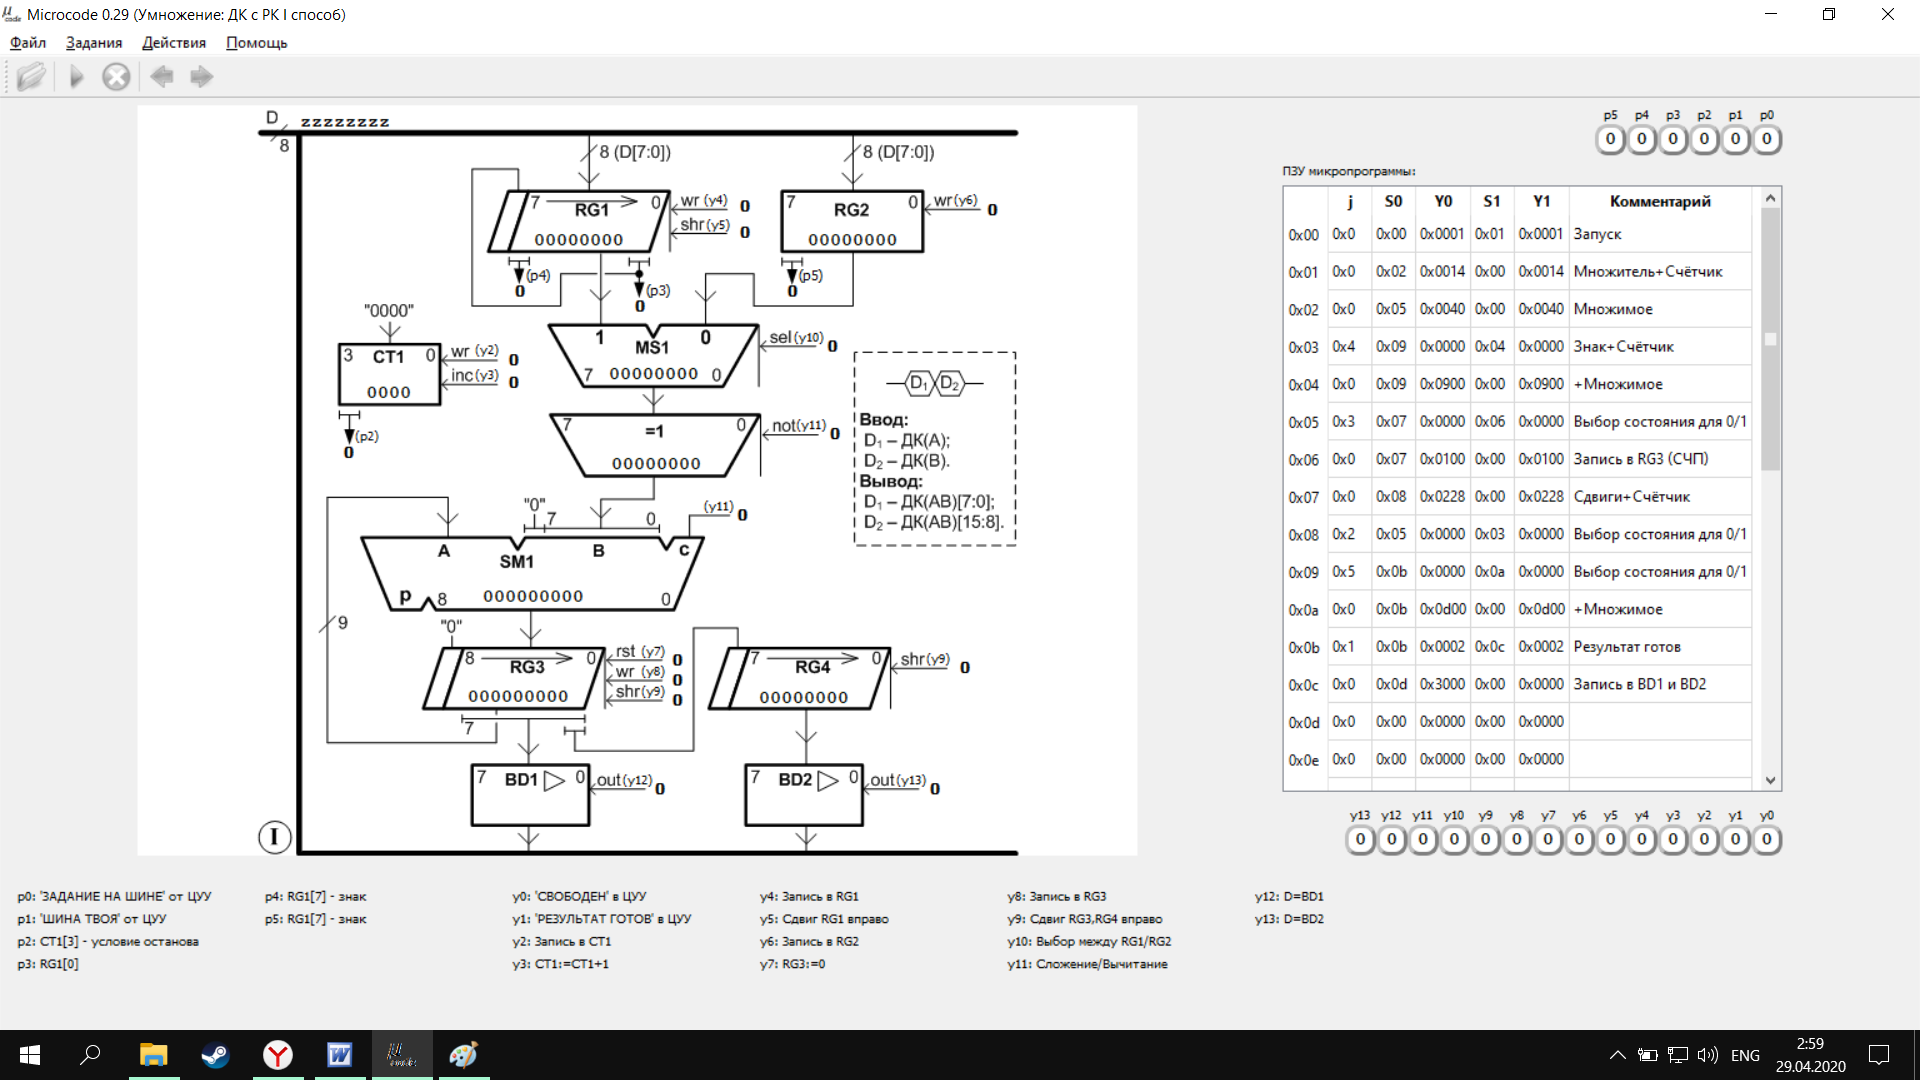 Microcode 0.29 (Умножение: ДК с РК I способ)
Файл Задания Действия Помощь
D zzzzzzzz
8
8 (D[7:0]) 8 (D[7:0])
7 RG1 0
00000000
wr (y4) 0
shr(y5) 0
7 RG2 0
00000000
wr(y6) 0
(p4)
0
(p3)
0
(p5)
0
"0000"
3 CT1 0
0000
wr (y2) 0
inc(y3) 0
(p2)
0
1 MS1 0
7 00000000 0
sel(y10) 0
7 =1 0
00000000
not(y11) 0
D₁ D₂
Ввод:
D₁ – ДК(A);
D₂ – ДК(B).
Вывод:
D₁ – ДК(AB)[7:0];
D₂ – ДК(AB)[15:8].
"0" 7 0
(y11) 0
A B c
SM1
p 8 000000000 0
9
"0"
8 RG3 0
000000000
rst (y7) 0
wr (y8) 0
shr(y9) 0
7 RG4 0
00000000
shr(y9) 0
7
7 BD1 0
out(y12) 0
7 BD2 0
out(y13) 0
I
p5 p4 p3 p2 p1 p0
0 0 0 0 0 0
ПЗУ микропрограммы:
j S0 Y0 S1 Y1 Комментарий
0x00 0x0 0x00 0x0001 0x01 0x0001 Запуск
0x01 0x0 0x02 0x0014 0x00 0x0014 Множитель+Счётчик
0x02 0x0 0x05 0x0040 0x00 0x0040 Множимое
0x03 0x4 0x09 0x0000 0x04 0x0000 Знак+Счётчик
0x04 0x0 0x09 0x0900 0x00 0x0900 +Множимое
0x05 0x3 0x07 0x0000 0x06 0x0000 Выбор состояния для 0/1
0x06 0x0 0x07 0x0100 0x00 0x0100 Запись в RG3 (СЧП)
0x07 0x0 0x08 0x0228 0x00 0x0228 Сдвиги+Счётчик
0x08 0x2 0x05 0x0000 0x03 0x0000 Выбор состояния для 0/1
0x09 0x5 0x0b 0x0000 0x0a 0x0000 Выбор состояния для 0/1
0x0a 0x0 0x0b 0x0d00 0x00 0x0d00 +Множимое
0x0b 0x1 0x0b 0x0002 0x0c 0x0002 Результат готов
0x0c 0x0 0x0d 0x3000 0x00 0x0000 Запись в BD1 и BD2
0x0d 0x0 0x00 0x0000 0x00 0x0000
0x0e 0x0 0x00 0x0000 0x00 0x0000
y13 y12 y11 y10 y9 y8 y7 y6 y5 y4 y3 y2 y1 y0
0 0 0 0 0 0 0 0 0 0 0 0 0 0
p0: 'ЗАДАНИЕ НА ШИНЕ' от ЦУУ
p1: 'ШИНА ТВОЯ' от ЦУУ
p2: CT1[3] - условие останова
p3: RG1[0]
p4: RG1[7] - знак
p5: RG1[7] - знак
y0: 'СВОБОДЕН' в ЦУУ
y1: 'РЕЗУЛЬТАТ ГОТОВ' в ЦУУ
y2: Запись в CT1
y3: CT1:=CT1+1
y4: Запись в RG1
y5: Сдвиг RG1 вправо
y6: Запись в RG2
y7: RG3:=0
y8: Запись в RG3
y9: Сдвиг RG3,RG4 вправо
y10: Выбор между RG1/RG2
y11: Сложение/Вычитание
y12: D=BD1
y13: D=BD2
ENG
2:59
29.04.2020